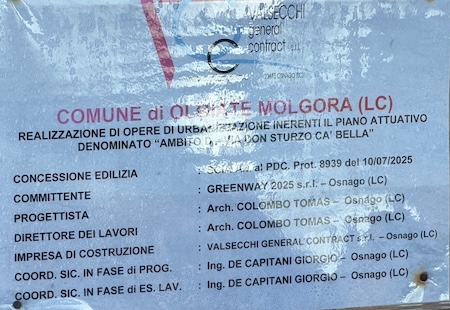 VALSECCHI
general
contract s.r.l.
COMUNE di OLGIATE MOLGORA (LC)
REALIZZAZIONE DI OPERE DI URBANIZZAZIONE INERENTI IL PIANO ATTUATIVO
DENOMINATO "AMBITO DI VIA DON STURZO CA' BELLA"
CONCESSIONE EDILIZIA : al PDC. Prot. 8939 del 10/07/2025
COMMITTENTE : GREENWAY 2025 s.r.l. – Osnago (LC)
PROGETTISTA : Arch. COLOMBO TOMAS – Osnago (LC)
DIRETTORE DEI LAVORI : Arch. COLOMBO TOMAS – Osnago (LC)
IMPRESA DI COSTRUZIONE : VALSECCHI GENERAL CONTRACT s.r.l. – Osnago (LC)
COORD. SIC. IN FASE di PROG. : Ing. DE CAPITANI GIORGIO – Osnago (LC)
COORD. SIC. IN FASE di ES. LAV. : Ing. DE CAPITANI GIORGIO – Osnago (LC)